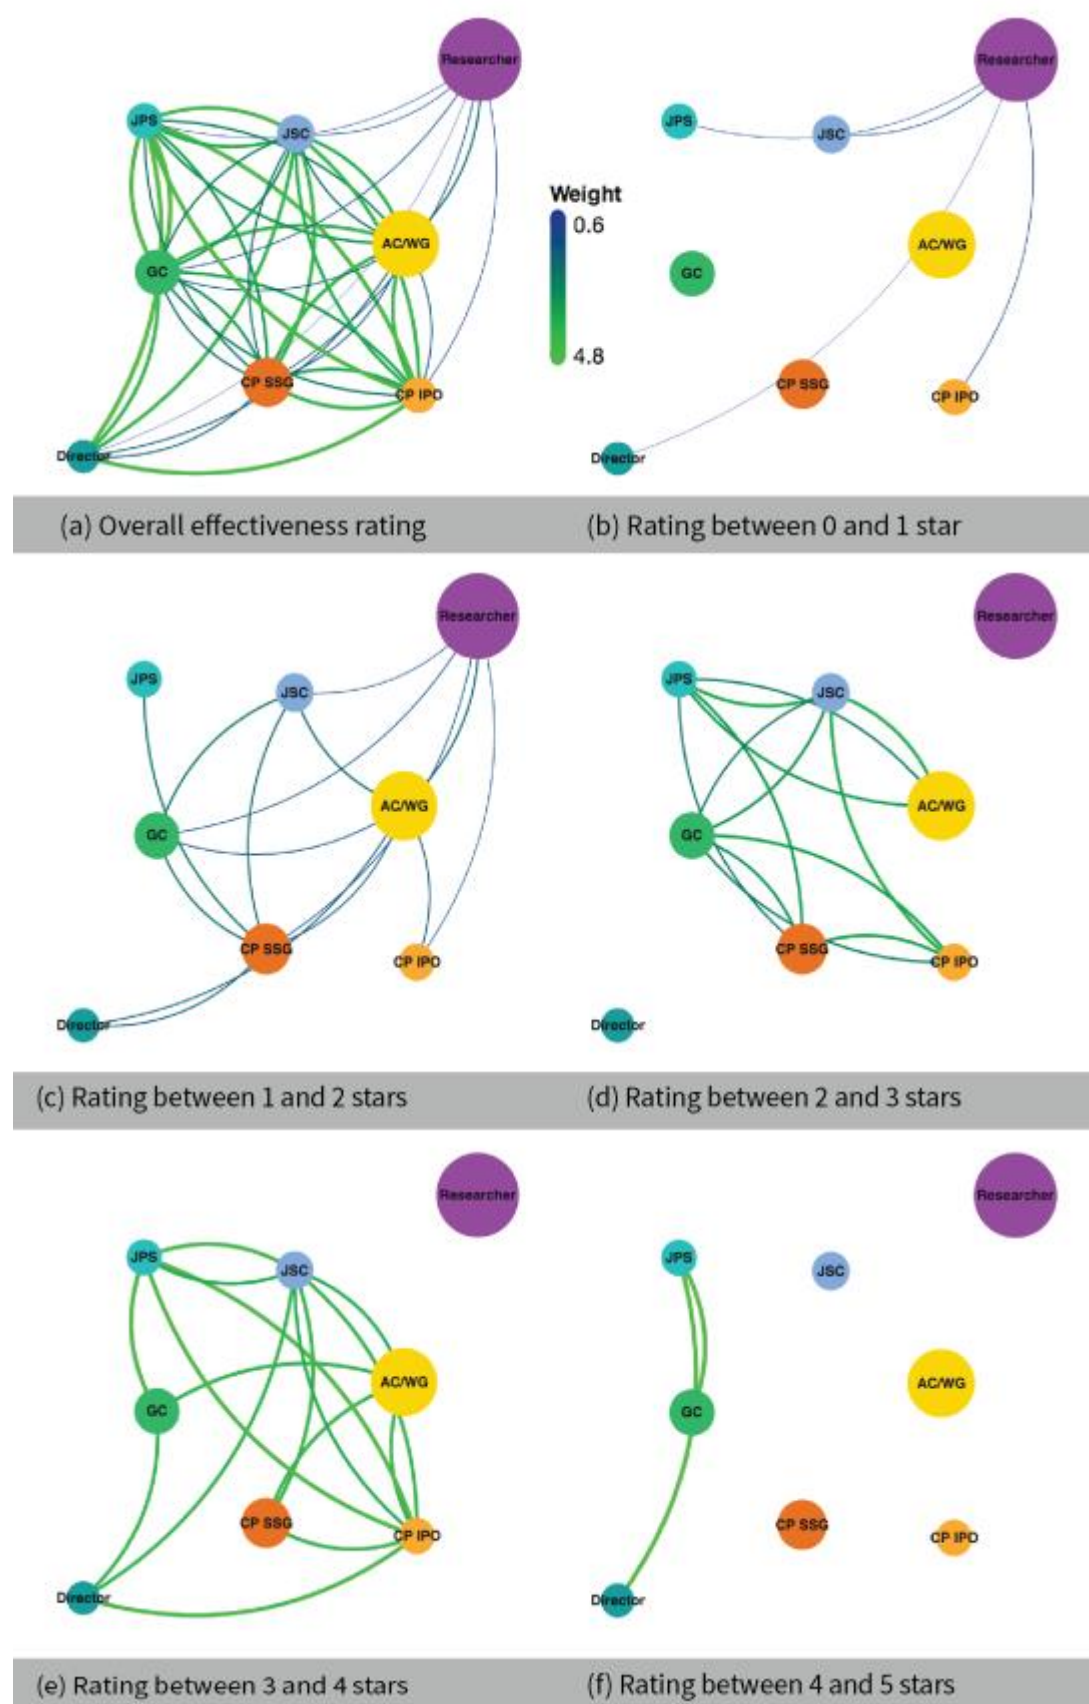 Researcher
JPS
JSC
AC/WG
GC
CP SSG
CP IPO
Director
Weight
0.6
4.8
Researcher
JPS
JSC
AC/WG
GC
CP SSG
CP IPO
Director
(a) Overall effectiveness rating
(b) Rating between 0 and 1 star
Researcher
JPS
JSC
AC/WG
GC
CP SSG
CP IPO
Director
Researcher
JPS
JSC
AC/WG
GC
CP SSG
CP IPO
Director
(c) Rating between 1 and 2 stars
(d) Rating between 2 and 3 stars
Researcher
JPS
JSC
AC/WG
GC
CP SSG
CP IPO
Director
Researcher
JPS
JSC
AC/WG
GC
CP SSG
CP IPO
Director
(e) Rating between 3 and 4 stars
(f) Rating between 4 and 5 stars